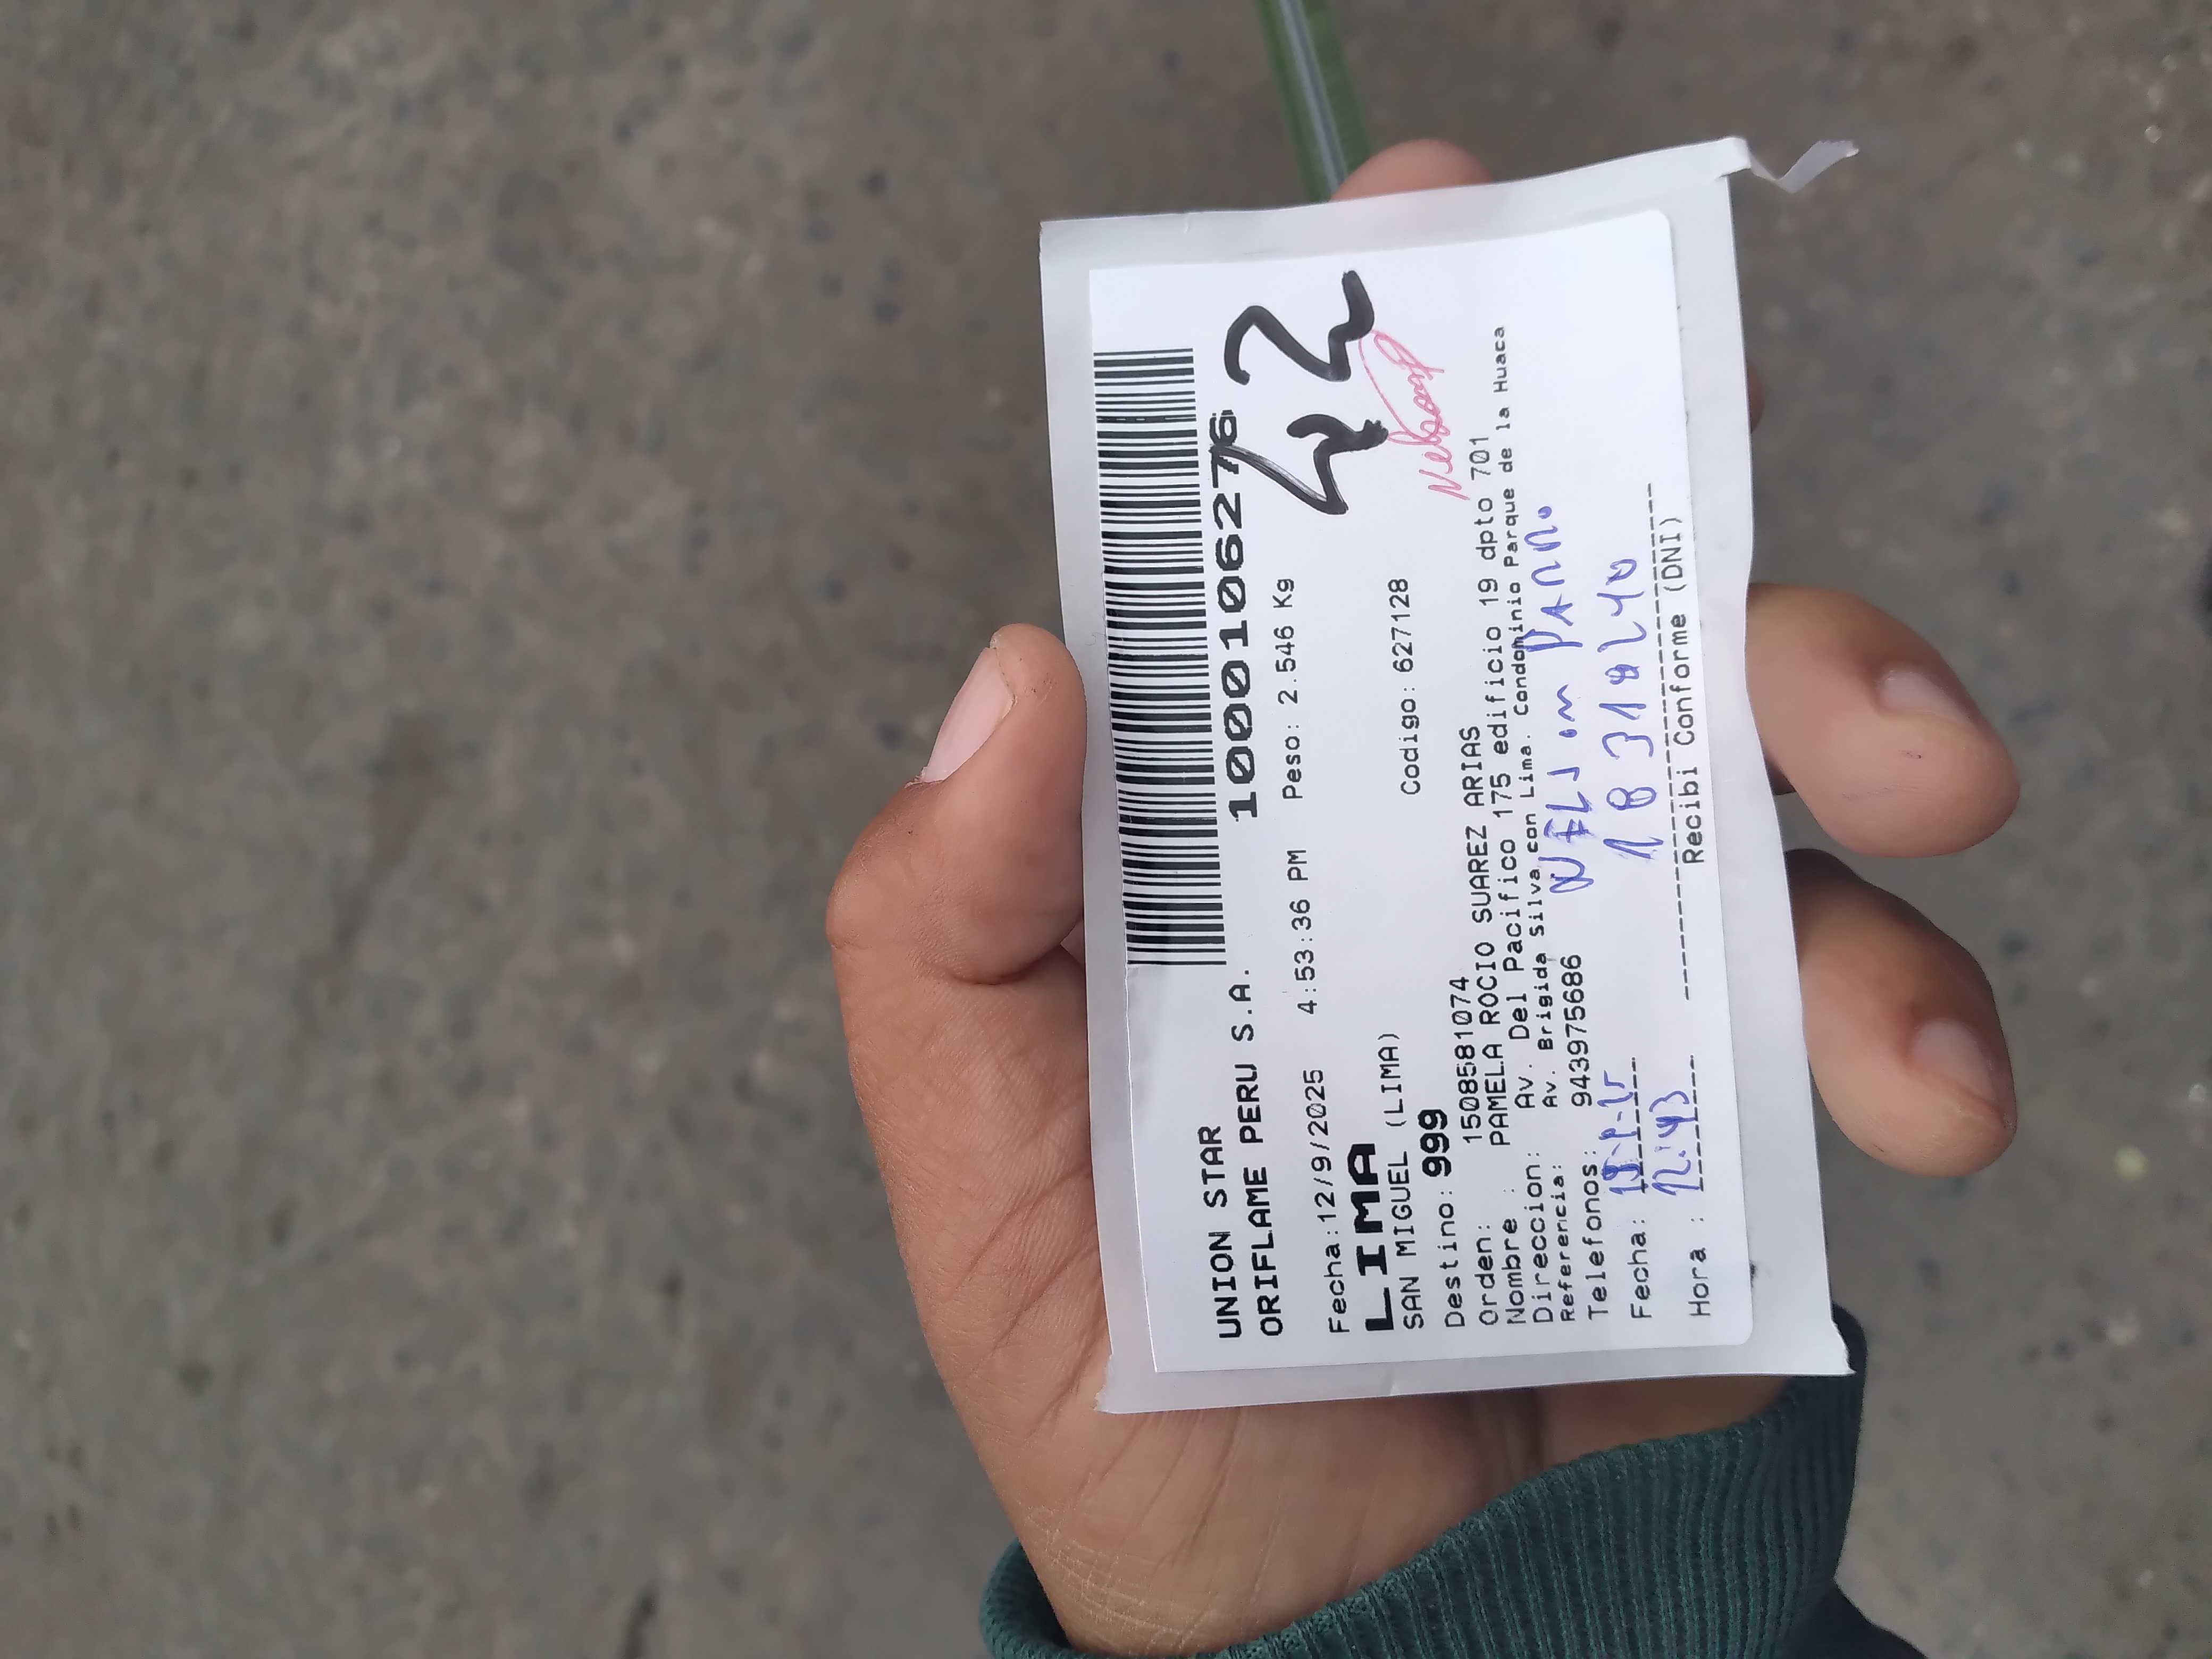 UNION STAR
ORIFLAME PERU S.A.
1000106276
42
Fecha:12/9/2025 4:53:36 PM Peso: 2.546 Kg
LIMA
SAN MIGUEL (LIMA) Codigo: 627128
Destino: 999
Orden: 1508581074
Nombre : PAMELA ROCIO SUAREZ ARIAS
Direccion: Av. Del Pacifico 175 edificio 19 dpto 701
Referencia: Av. Brigida Silva con Lima. Condominio Parque de la Huaca
Telefonos: 943975686
Fecha:
Hora : 12:43
Recibi Conforme (DNI)